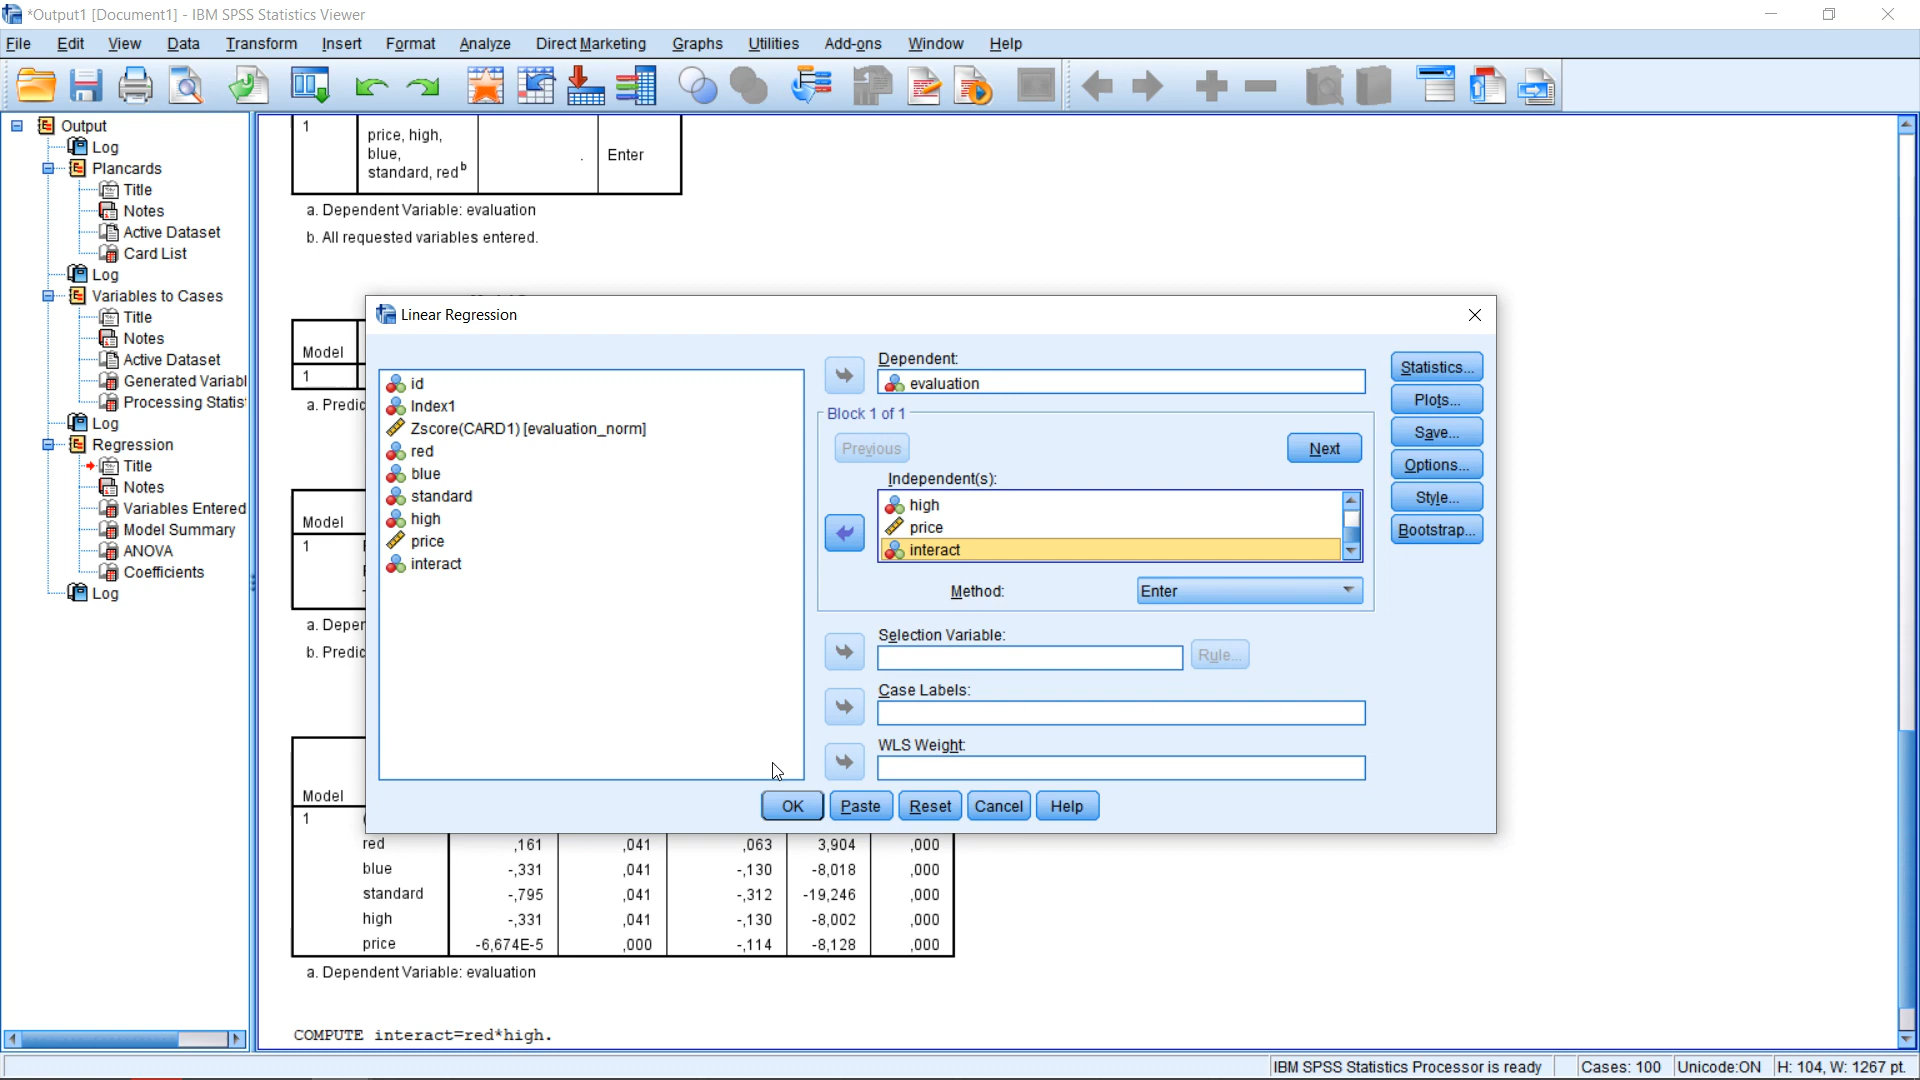 *Output1 [Document1] - IBM SPSS Statistics Viewer
File Edit View Data Transform Insert Format Analyze Direct Marketing Graphs Utilities Add-ons Window Help
Output
Log
Plancards
Title
Notes
Active Dataset
Card List
Log
Variables to Cases
Title
Notes
Active Dataset
Generated Variabl
Processing Statis
Log
Regression
Title
Notes
Variables Entered
Model Summary
ANOVA
Coefficients
Log
1 price, high, . Enter
blue,
standard, red b
a. Dependent Variable: evaluation
b. All requested variables entered.
Model
1
a. Predic
Model
1
a. Deper
b. Predic
Model
1
red ,161 ,041 ,063 3,904 ,000
blue -,331 ,041 -,130 -8,018 ,000
standard -,795 ,041 -,312 -19,246 ,000
high -,331 ,041 -,130 -8,002 ,000
price -6,674E-5 ,000 -,114 -8,128 ,000
a. Dependent Variable: evaluation
COMPUTE interact=red*high.
Linear Regression
id
Index1
Zscore(CARD1) [evaluation_norm]
red
blue
standard
high
price
interact
Dependent:
evaluation
Block 1 of 1
Previous Next
Independent(s):
high
price
interact
Method: Enter
Selection Variable:
Rule...
Case Labels:
WLS Weight:
Statistics...
Plots...
Save...
Options...
Style...
Bootstrap...
OK Paste Reset Cancel Help
IBM SPSS Statistics Processor is ready Cases: 100 Unicode:ON H: 104, W: 1267 pt.